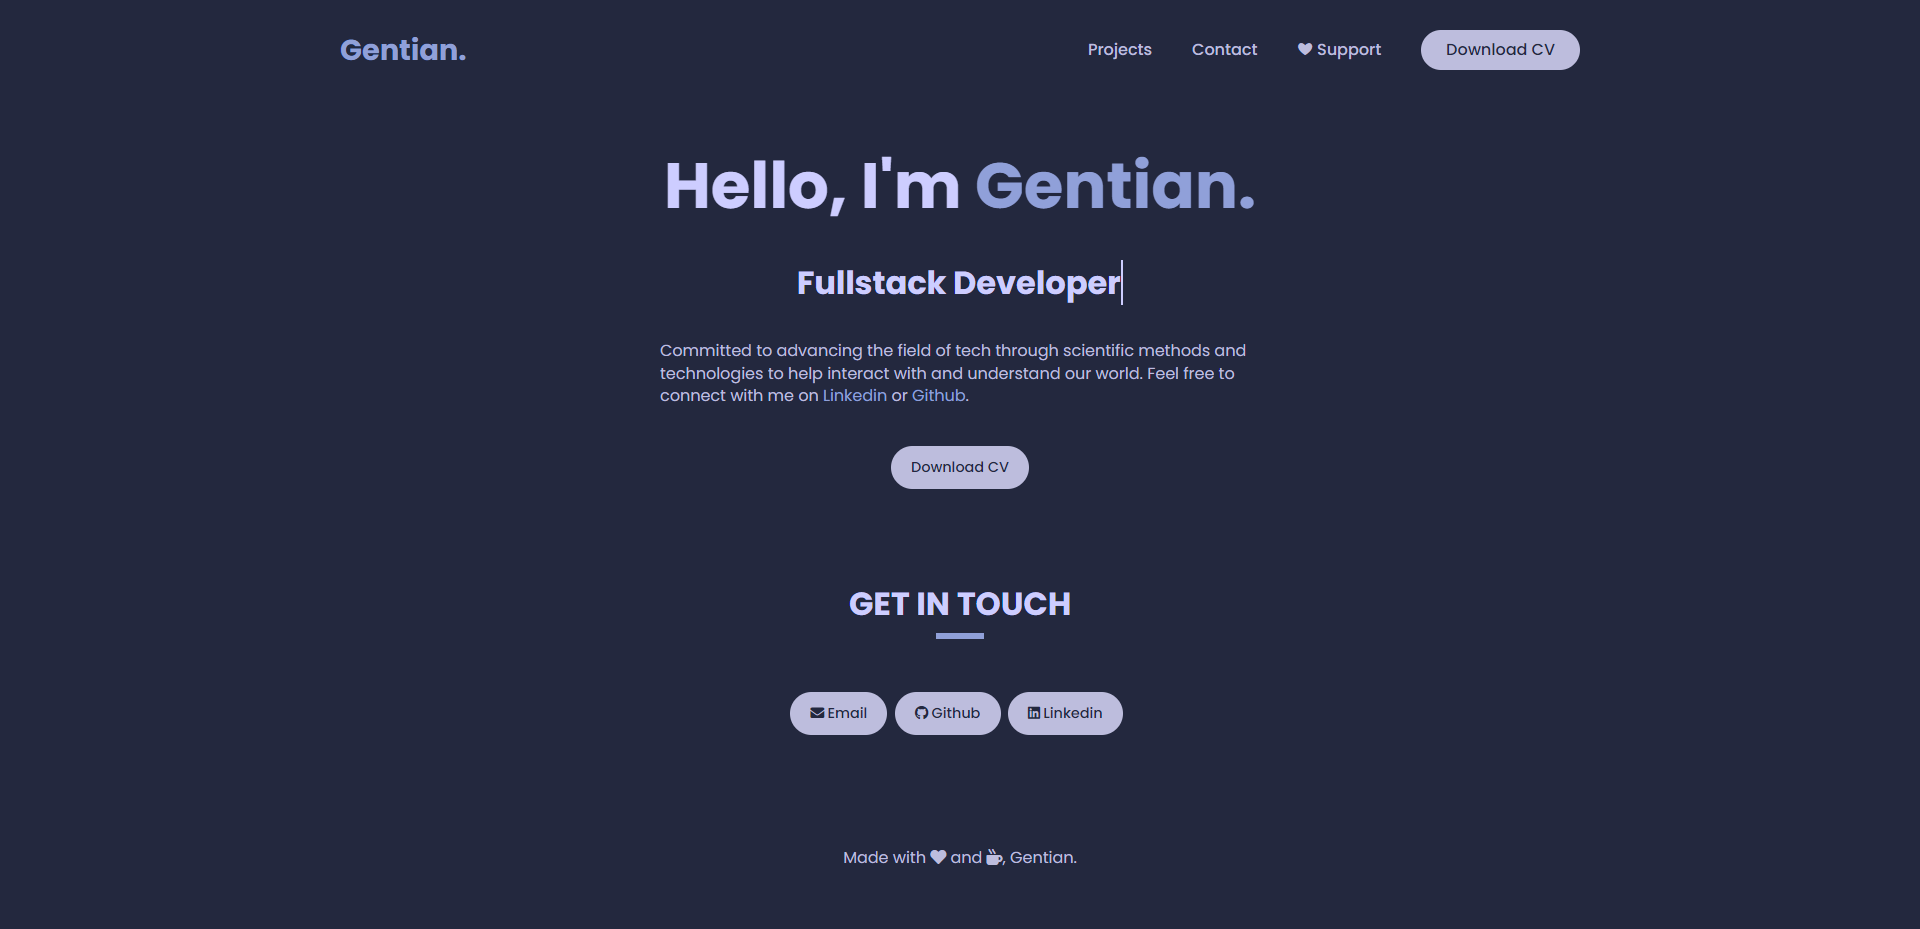 Gentian.
Projects
Contact
Support
Download CV
Hello, I'm Gentian.
Fullstack Developer
Committed to advancing the field of tech through scientific methods and
technologies to help interact with and understand our world. Feel free to
connect with me on Linkedin or Github.
Download CV
GET IN TOUCH
Email
Github
Linkedin
Made with and , Gentian.